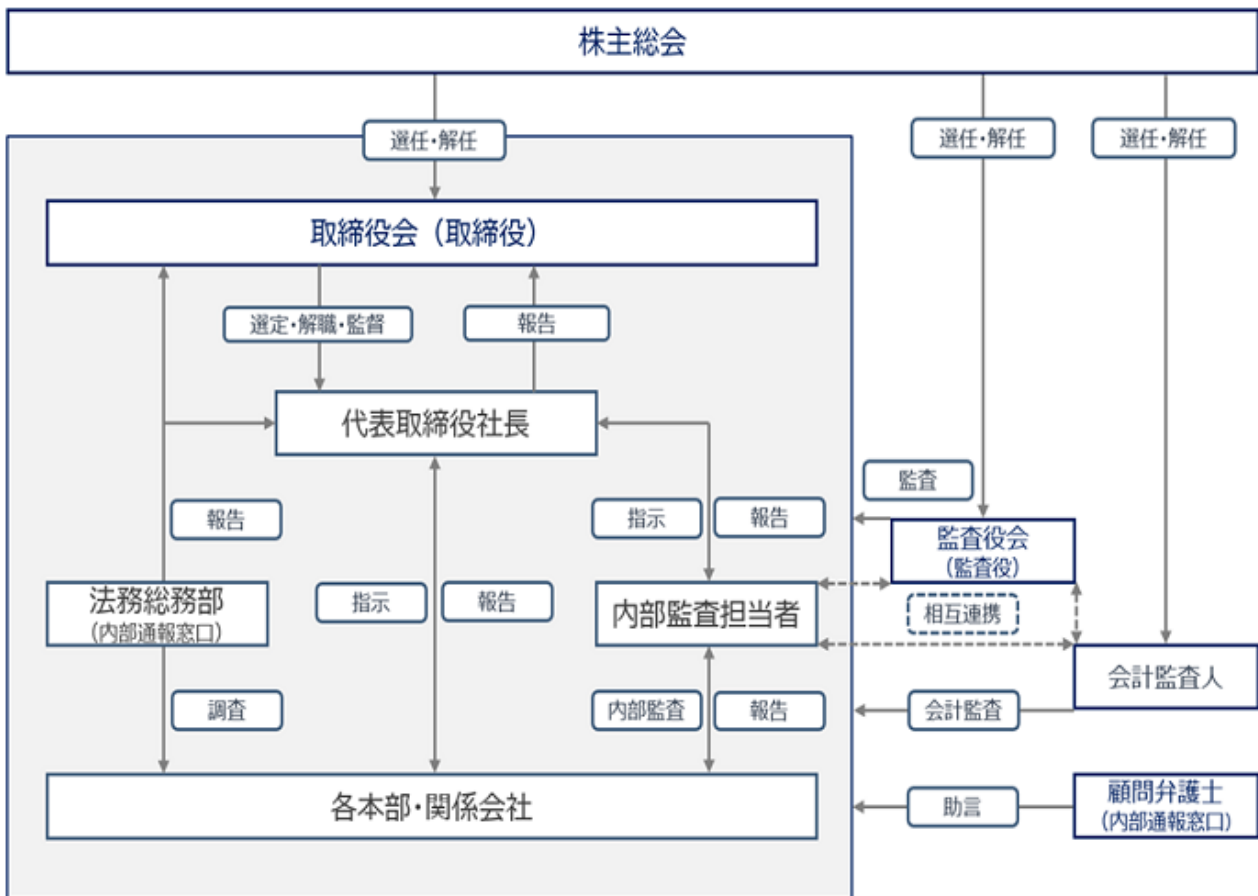 株主総会
選任・解任
選任・解任
選任・解任
取締役会（取締役）
選定・解職・監督
報告
代表取締役社長
監査
報告
指示
報告
監査役会
（監査役）
法務総務部
（内部通報窓口）
指示
報告
内部監査担当者
相互連携
会計監査人
調査
内部監査
報告
会計監査
各本部・関係会社
助言
顧問弁護士
（内部通報窓口）